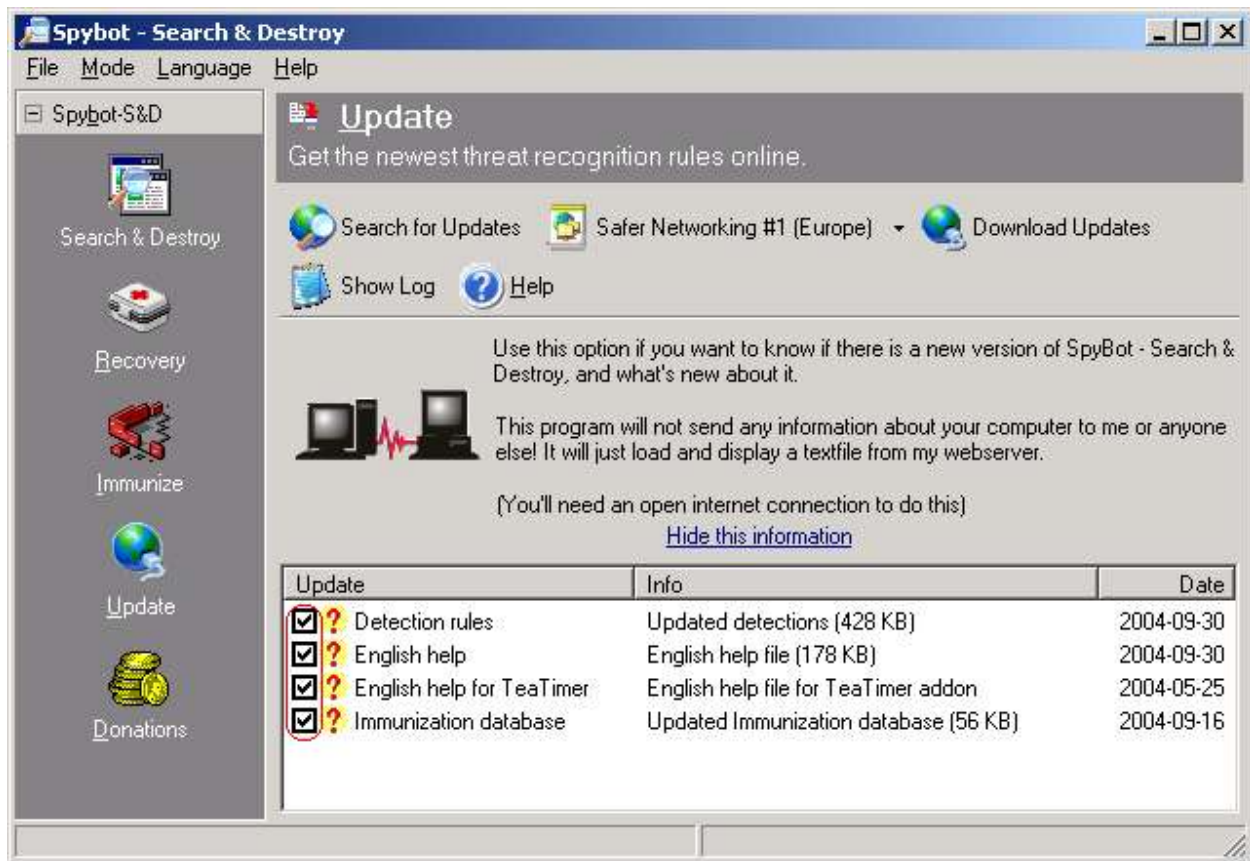 Spybot - Search & Destroy
File Mode Language Help
Spybot-S&D
Search & Destroy
Recovery
Immunize
Update
Donations
Update
Get the newest threat recognition rules online.
Search for Updates Safer Networking #1 (Europe) Download Updates
Show Log Help
Use this option if you want to know if there is a new version of SpyBot - Search &
Destroy, and what's new about it.
This program will not send any information about your computer to me or anyone
else! It will just load and display a textfile from my webserver.
(You'll need an open internet connection to do this)
Hide this information
Update Info Date
? Detection rules Updated detections (428 KB) 2004-09-30
? English help English help file (178 KB) 2004-09-30
? English help for TeaTimer English help file for TeaTimer addon 2004-05-25
? Immunization database Updated Immunization database (56 KB) 2004-09-16